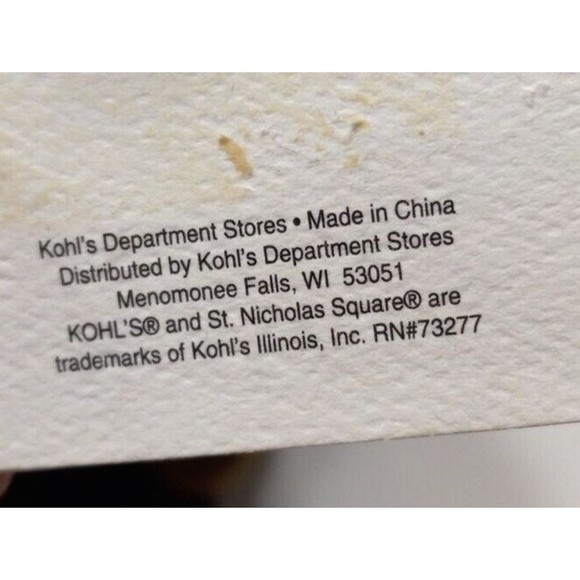 Kohl's Department Stores • Made in China
Distributed by Kohl's Department Stores
Menomonee Falls, WI 53051
KOHL'S® and St. Nicholas Square® are
trademarks of Kohl's Illinois, Inc. RN#73277